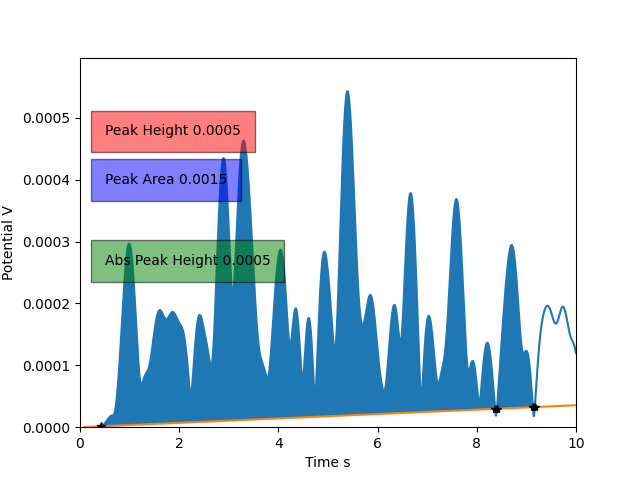 Peak Height 0.0005
Peak Area 0.0015
Abs Peak Height 0.0005
Potential V
0.0005
0.0004
0.0003
0.0002
0.0001
0.0000
0 2 4 6 8 10
Time s